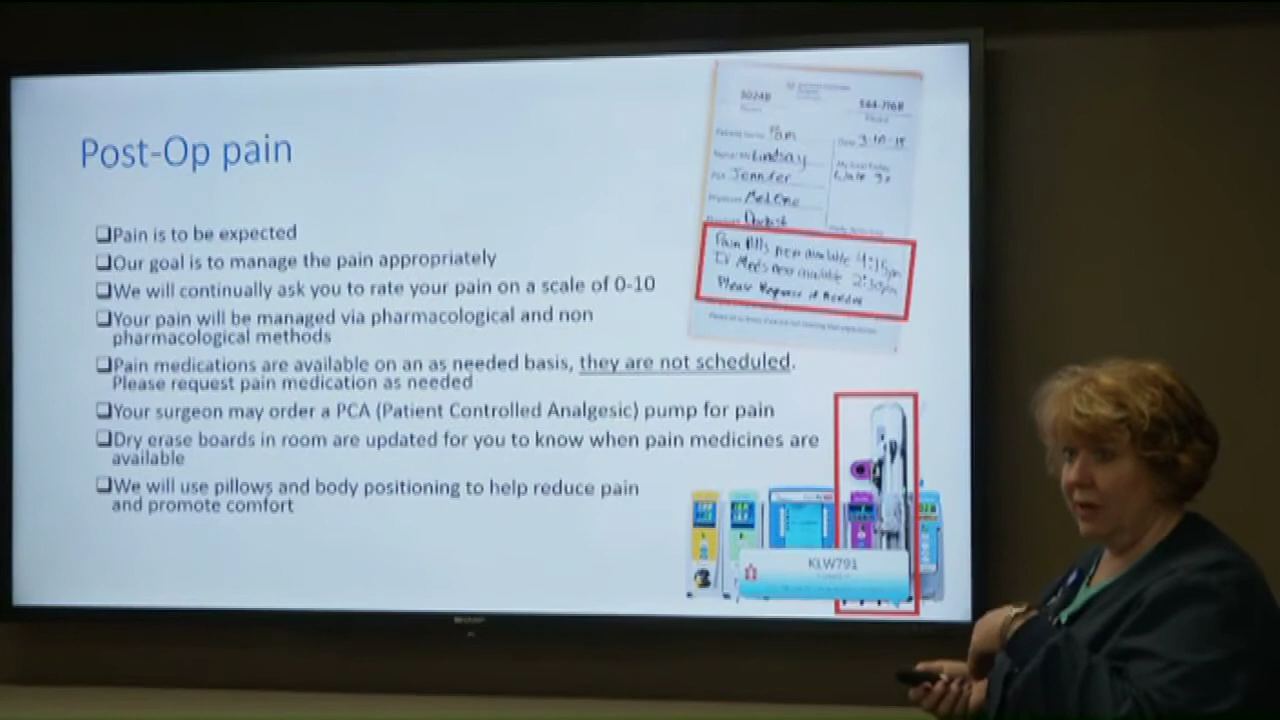 Post-Op pain
❑Pain is to be expected
❑Our goal is to manage the pain appropriately
❑We will continually ask you to rate your pain on a scale of 0-10
❑Your pain will be managed via pharmacological and non
pharmacological methods
❑Pain medications are available on an as needed basis, they are not scheduled.
Please request pain medication as needed
❑Your surgeon may order a PCA (Patient Controlled Analgesic) pump for pain
❑Dry erase boards in room are updated for you to know when pain medicines are
available
❑We will use pillows and body positioning to help reduce pain
and promote comfort
3024B
564-7168
Pam
Date 3-10-15
Lindsay
Jennifer
Pain Pills next available 4:15pm
IV Meds next available 2:30pm
Please Request if Needed
KLW791
SHARP